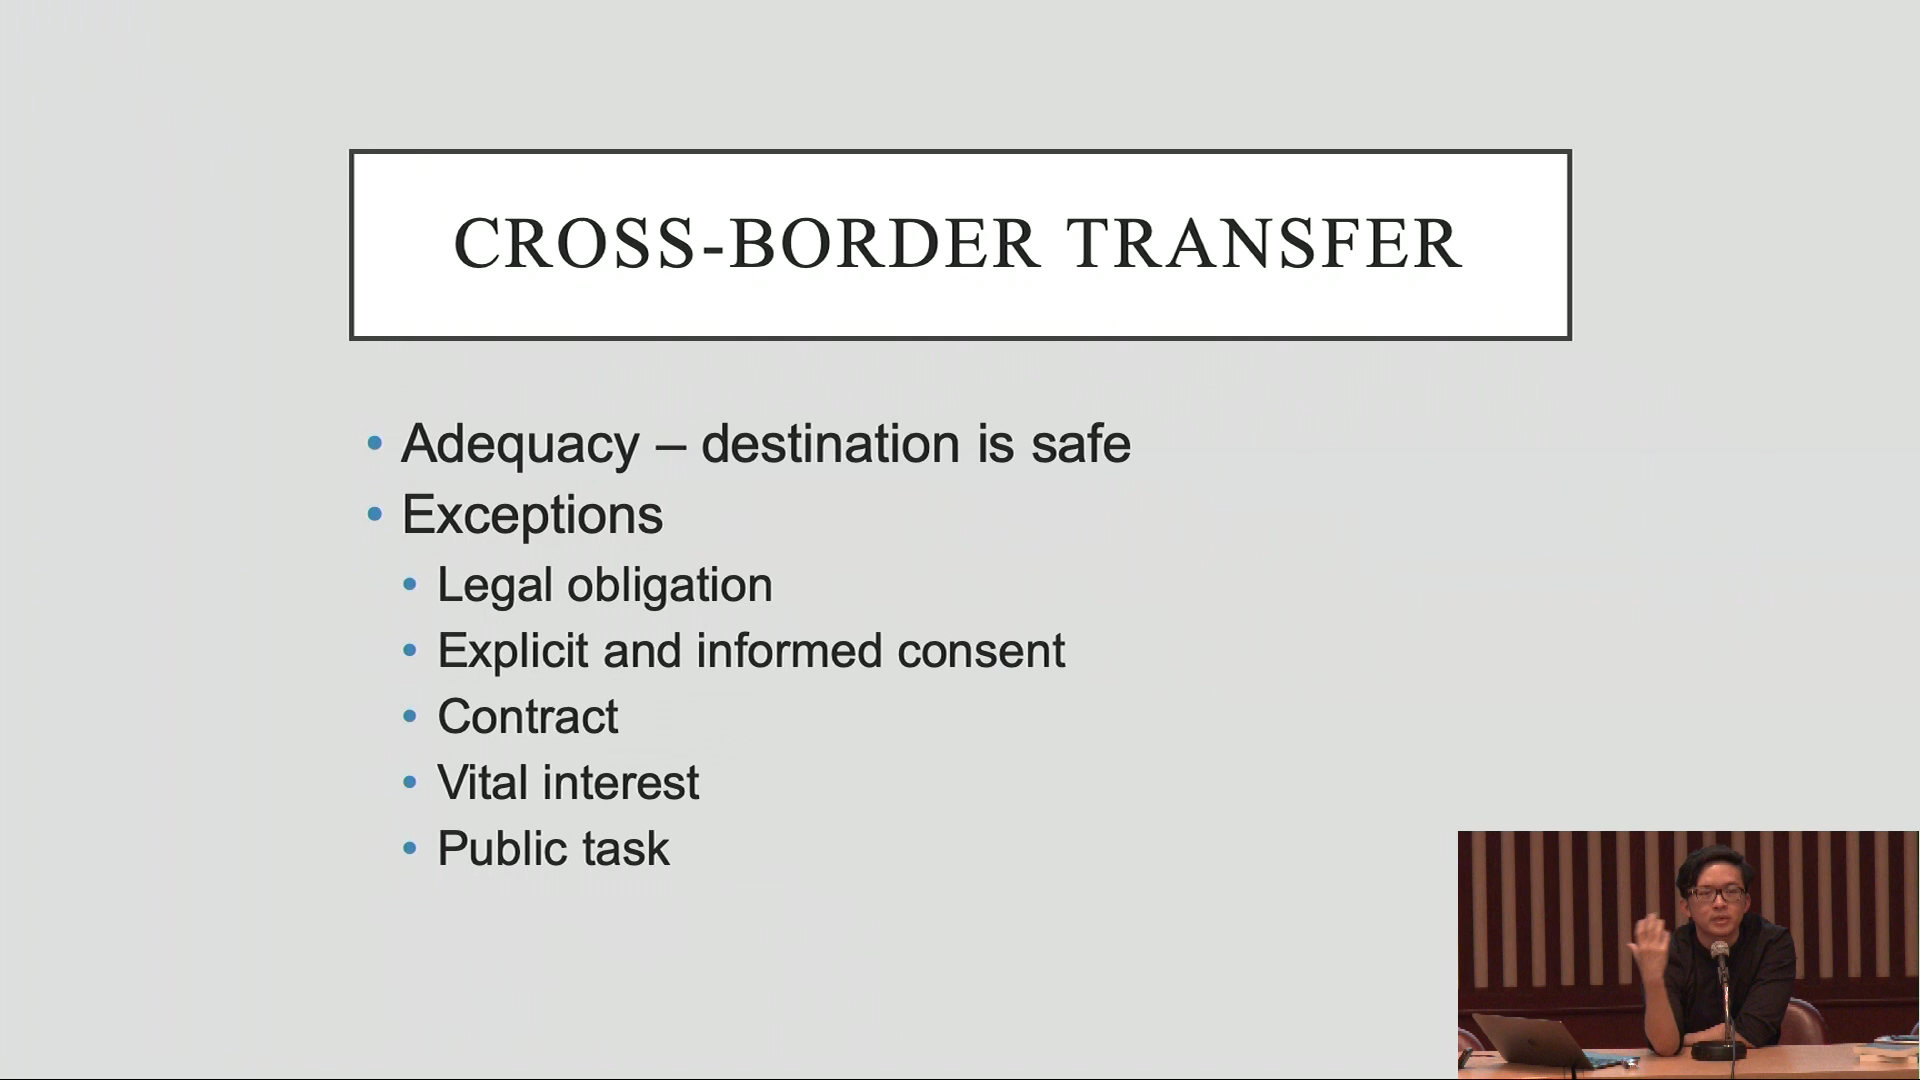 CROSS-BORDER TRANSFER
• Adequacy – destination is safe
• Exceptions
• Legal obligation
• Explicit and informed consent
• Contract
• Vital interest
• Public task